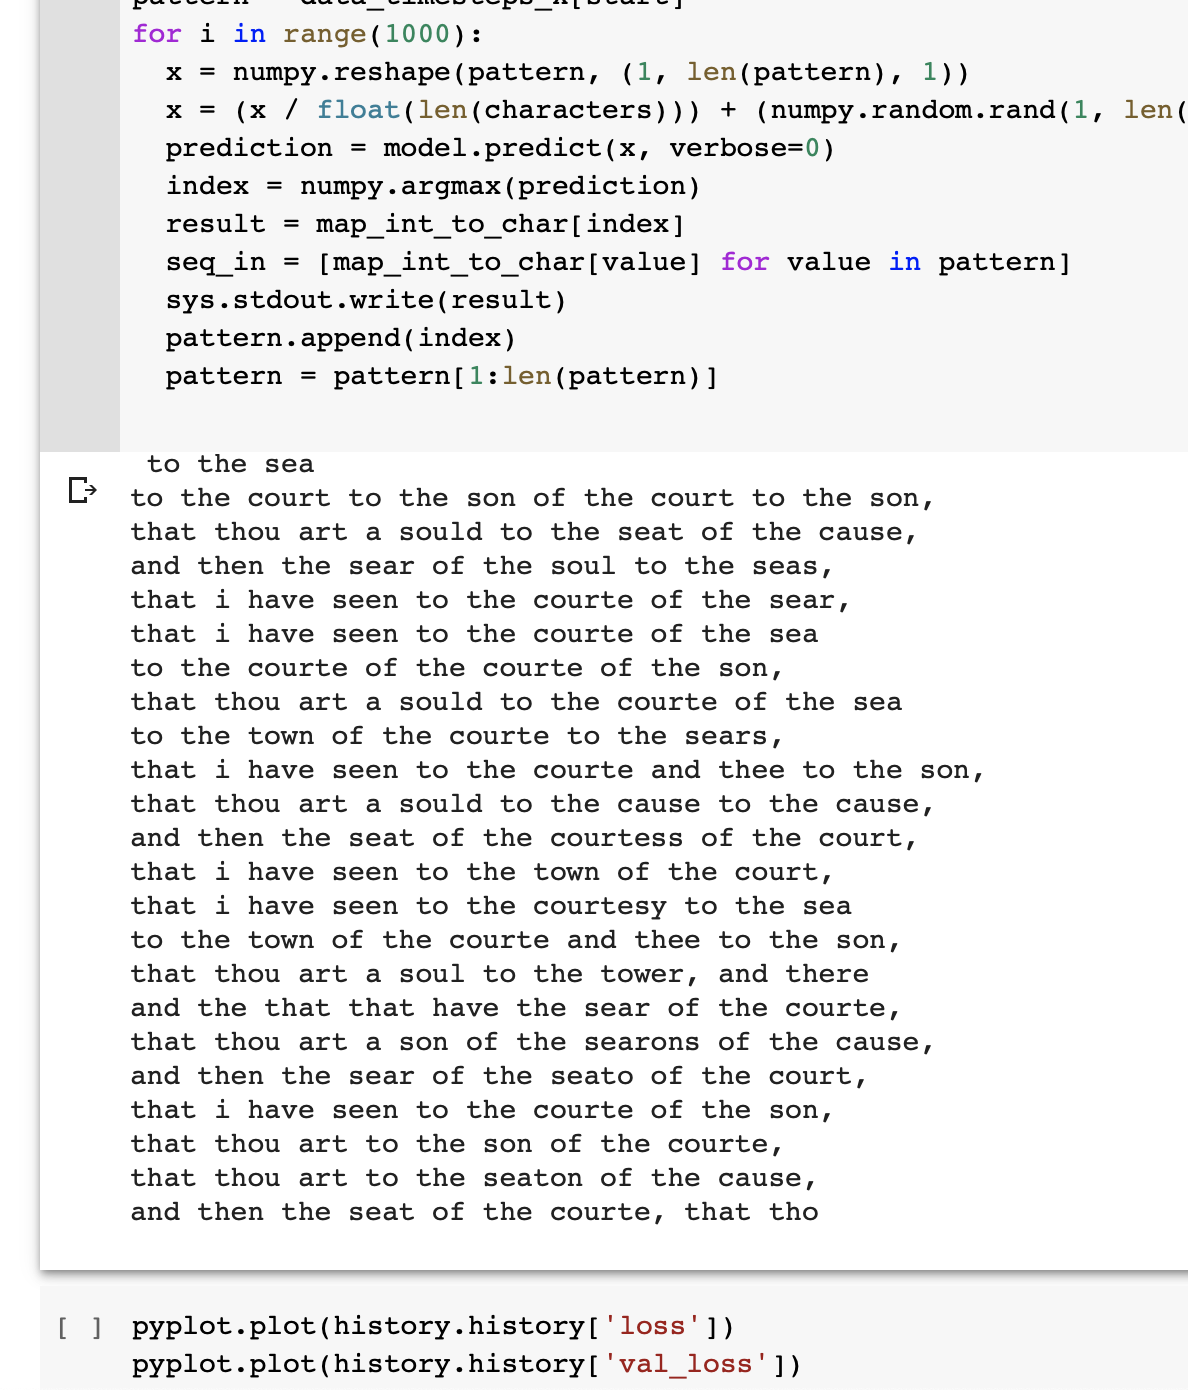 pattern = data_timesteps_x[start]
for i in range(1000):
  x = numpy.reshape(pattern, (1, len(pattern), 1))
  x = (x / float(len(characters))) + (numpy.random.rand(1, len(
  prediction = model.predict(x, verbose=0)
  index = numpy.argmax(prediction)
  result = map_int_to_char[index]
  seq_in = [map_int_to_char[value] for value in pattern]
  sys.stdout.write(result)
  pattern.append(index)
  pattern = pattern[1:len(pattern)]
 to the sea
to the court to the son of the court to the son,
that thou art a sould to the seat of the cause,
and then the sear of the soul to the seas,
that i have seen to the courte of the sear,
that i have seen to the courte of the sea
to the courte of the courte of the son,
that thou art a sould to the courte of the sea
to the town of the courte to the sears,
that i have seen to the courte and thee to the son,
that thou art a sould to the cause to the cause,
and then the seat of the courtess of the court,
that i have seen to the town of the court,
that i have seen to the courtesy to the sea
to the town of the courte and thee to the son,
that thou art a soul to the tower, and there
and the that that have the sear of the courte,
that thou art a son of the searons of the cause,
and then the sear of the seato of the court,
that i have seen to the courte of the son,
that thou art to the son of the courte,
that thou art to the seaton of the cause,
and then the seat of the courte, that tho
[ ] pyplot.plot(history.history['loss'])
pyplot.plot(history.history['val_loss'])